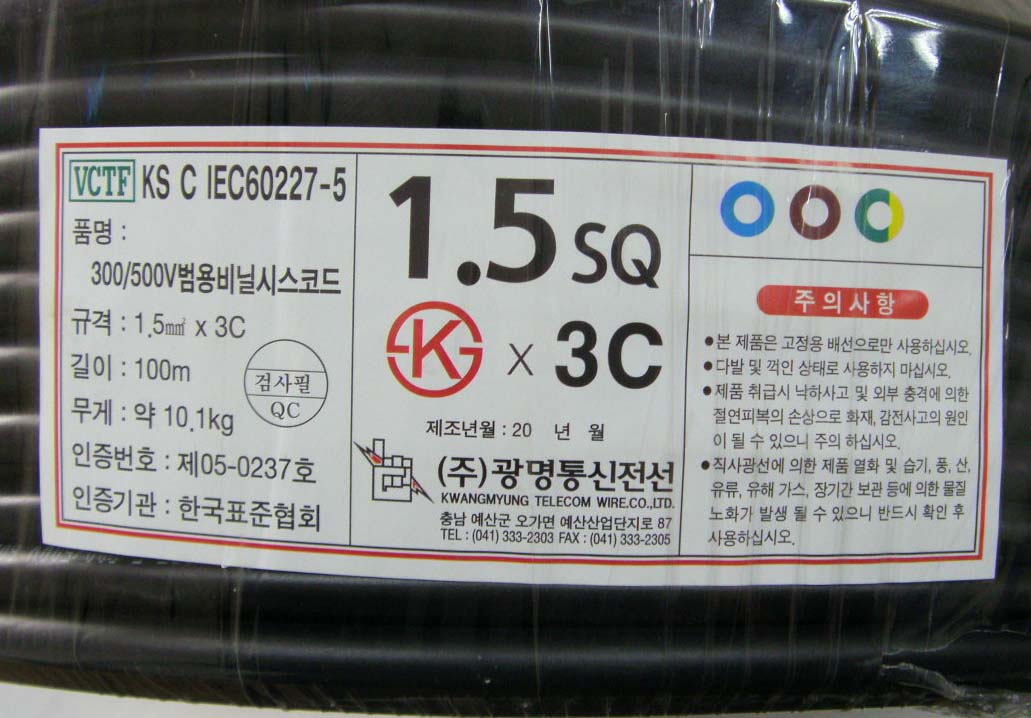 VCTF KS C IEC60227-5
품명 :
300/500V범용비닐시스코드
규격 : 1.5㎟ x 3C
길이 : 100m
무게 : 약 10.1kg
인증번호 : 제05-0237호
인증기관 : 한국표준협회
검사필
QC
1.5 SQ
K x 3C
제조년월 : 20 년 월
(주)광명통신전선
KWANGMYUNG TELECOM WIRE.CO.,LTD.
충남 예산군 오가면 예산산업단지로 87
TEL : (041) 333-2303 FAX : (041) 333-2305
주의사항
●본 제품은 고정용 배선으로만 사용하십시오.
●다발 및 꺽인 상태로 사용하지 마십시오.
●제품 취급시 낙하사고 및 외부 충격에 의한
절연피복의 손상으로 화재, 감전사고의 원인
이 될 수 있으니 주의 하십시오.
●직사광선에 의한 제품 열화 및 습기, 풍, 산,
유류, 유해 가스, 장기간 보관 등에 의한 물질
노화가 발생 될 수 있으니 반드시 확인 후
사용하십시오.